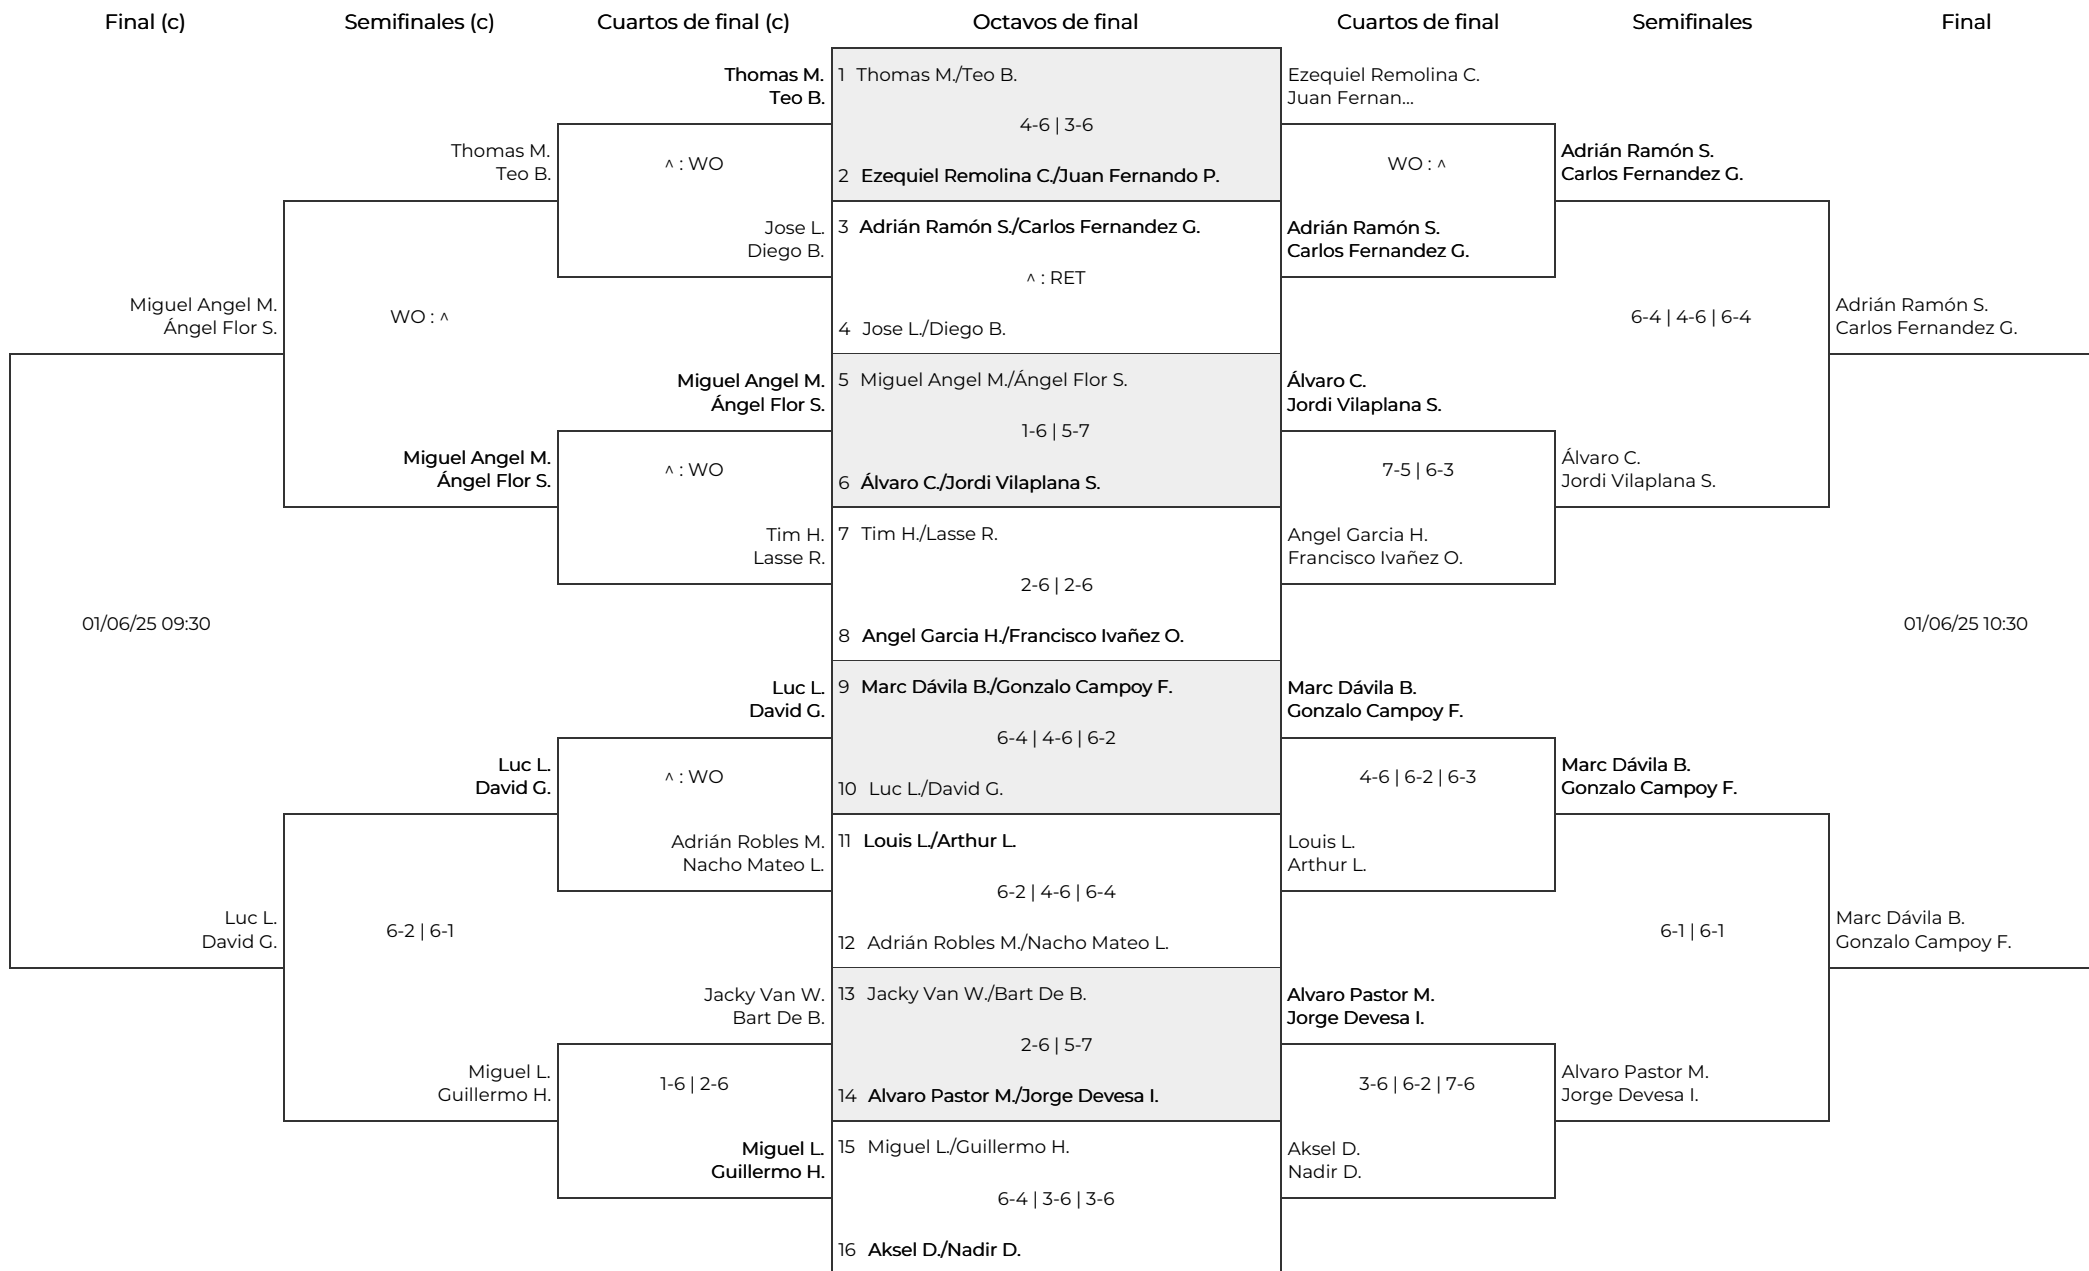 Final (c)
Semifinales (c)
Cuartos de final (c)
Octavos de final
Cuartos de final
Semifinales
Final
Miguel Angel M.
Ángel Flor S.
01/06/25 09:30
Luc L.
David G.
Thomas M.
Teo B.
WO : ^
Miguel Angel M.
Ángel Flor S.
Luc L.
David G.
6-2 | 6-1
Miguel L.
Guillermo H.
Thomas M.
Teo B.
^ : WO
Jose L.
Diego B.
Miguel Angel M.
Ángel Flor S.
^ : WO
Tim H.
Lasse R.
Luc L.
David G.
^ : WO
Adrián Robles M.
Nacho Mateo L.
Jacky Van W.
Bart De B.
1-6 | 2-6
Miguel L.
Guillermo H.
1 Thomas M./Teo B.
4-6 | 3-6
2 Ezequiel Remolina C./Juan Fernando P.
3 Adrián Ramón S./Carlos Fernandez G.
^ : RET
4 Jose L./Diego B.
5 Miguel Angel M./Ángel Flor S.
1-6 | 5-7
6 Álvaro C./Jordi Vilaplana S.
7 Tim H./Lasse R.
2-6 | 2-6
8 Angel Garcia H./Francisco Ivañez O.
9 Marc Dávila B./Gonzalo Campoy F.
6-4 | 4-6 | 6-2
10 Luc L./David G.
11 Louis L./Arthur L.
6-2 | 4-6 | 6-4
12 Adrián Robles M./Nacho Mateo L.
13 Jacky Van W./Bart De B.
2-6 | 5-7
14 Alvaro Pastor M./Jorge Devesa I.
15 Miguel L./Guillermo H.
6-4 | 3-6 | 3-6
16 Aksel D./Nadir D.
Ezequiel Remolina C.
Juan Fernan...
WO : ^
Adrián Ramón S.
Carlos Fernandez G.
Álvaro C.
Jordi Vilaplana S.
7-5 | 6-3
Angel Garcia H.
Francisco Ivañez O.
Marc Dávila B.
Gonzalo Campoy F.
4-6 | 6-2 | 6-3
Louis L.
Arthur L.
Alvaro Pastor M.
Jorge Devesa I.
3-6 | 6-2 | 7-6
Aksel D.
Nadir D.
Adrián Ramón S.
Carlos Fernandez G.
6-4 | 4-6 | 6-4
Álvaro C.
Jordi Vilaplana S.
Marc Dávila B.
Gonzalo Campoy F.
6-1 | 6-1
Alvaro Pastor M.
Jorge Devesa I.
Adrián Ramón S.
Carlos Fernandez G.
01/06/25 10:30
Marc Dávila B.
Gonzalo Campoy F.